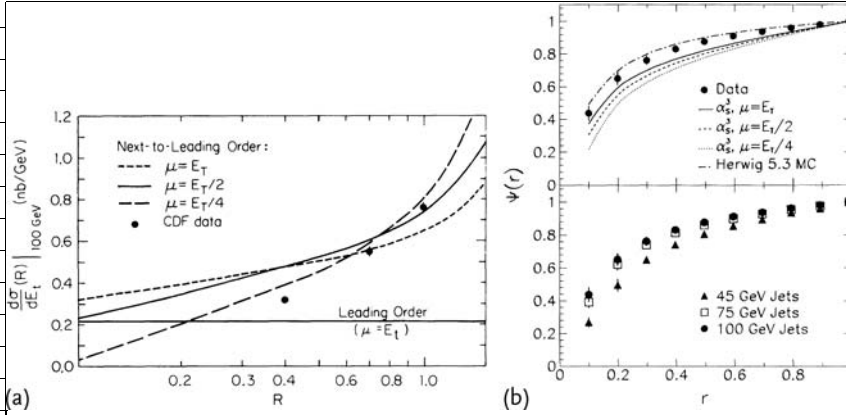 1.2
1.0
0.8
0.6
0.4
0.2
0.0
dσ/dE_t (R) |100 GeV (nb/GeV)
Next-to-Leading Order:
μ=E_T
μ=E_T/2
μ=E_T/4
CDF data
Leading Order
(μ=E_t)
0.2 0.4 0.6 0.8 1.0
R
(a)
1
0.8
0.6
0.4
0.2
0
Data
α_s^3, μ=E_T
α_s^3, μ=E_T/2
α_s^3, μ=E_T/4
Herwig 5.3 MC
Ψ(r)
1
0.8
0.6
0.4
0.2
0
45 GeV Jets
75 GeV Jets
100 GeV Jets
0 0.2 0.4 0.6 0.8
r
(b)